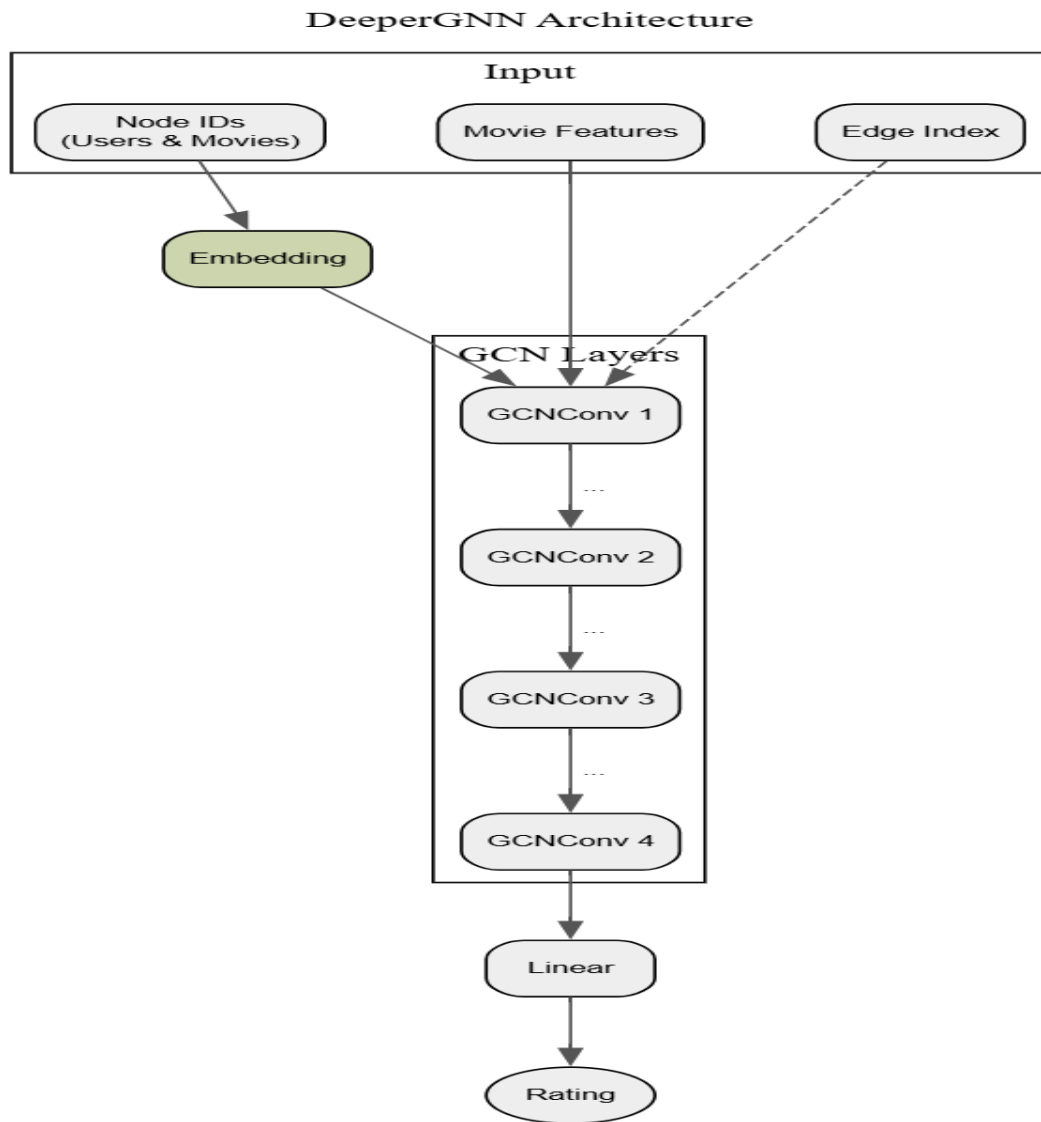 DeeperGNN Architecture
Input
Node IDs
(Users & Movies)
Movie Features
Edge Index
Embedding
GCN Layers
GCNConv 1
...
GCNConv 2
...
GCNConv 3
...
GCNConv 4
Linear
Rating